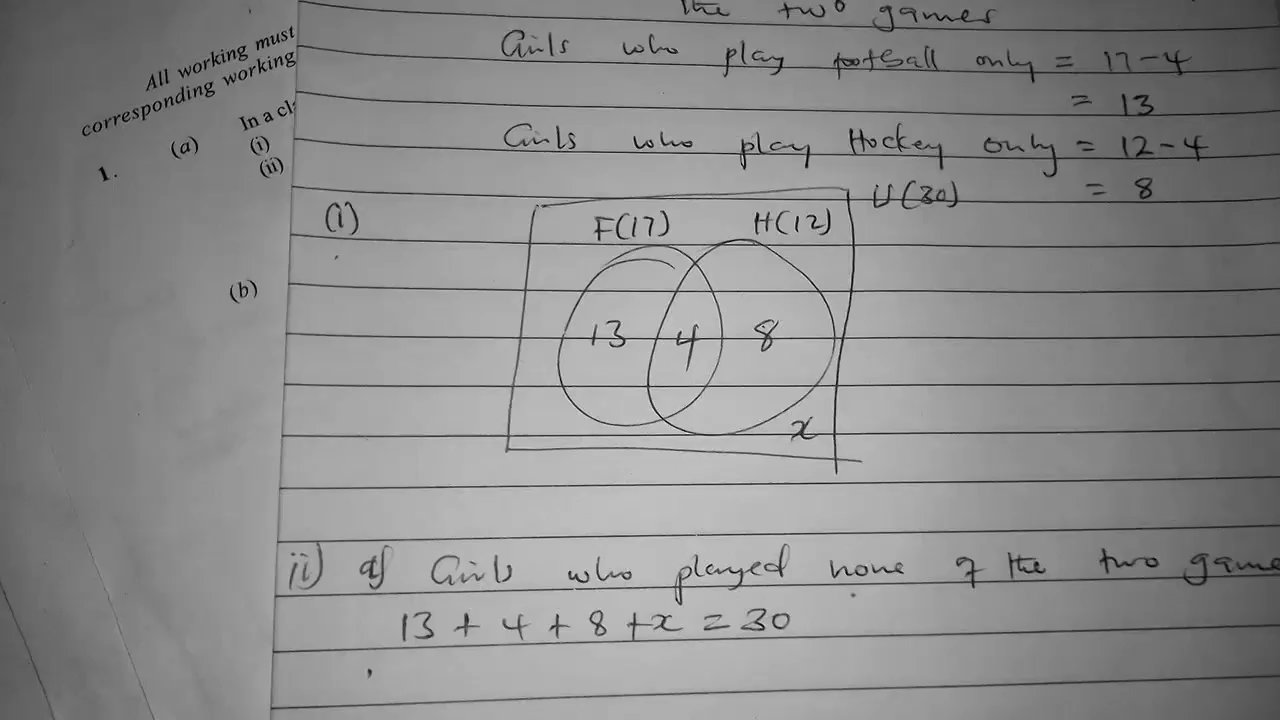 the two games
Girls who play football only = 17-4
= 13
Girls who play Hockey only = 12-4
= 8
All working must
corresponding working
1. (a) In a cl
(i)
(ii)
(b)
(i)
U(30)
F(17) H(12)
13 4 8
x
ii) Girls who played none of the two game
13 + 4 + 8 + x = 30